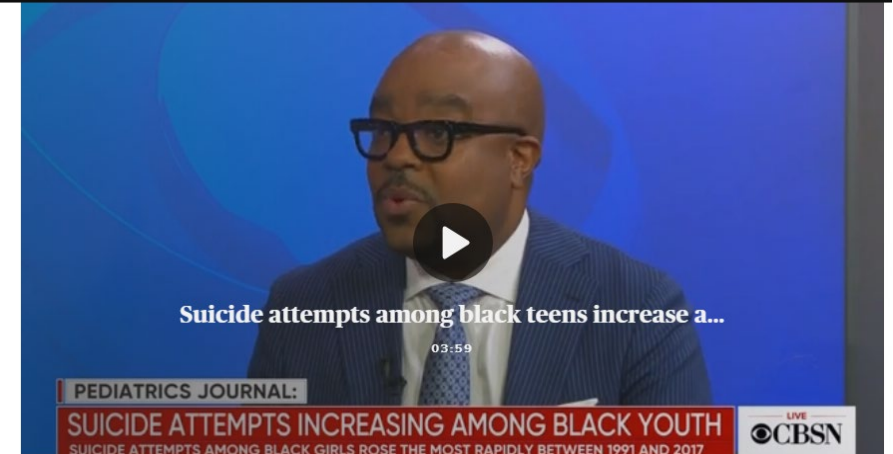 Suicide attempts among black teens increase a...
03:59
PEDIATRICS JOURNAL:
SUICIDE ATTEMPTS INCREASING AMONG BLACK YOUTH
SUICIDE ATTEMPTS AMONG BLACK GIRLS ROSE THE MOST RAPIDLY BETWEEN 1991 AND 2017
LIVE
CBSN